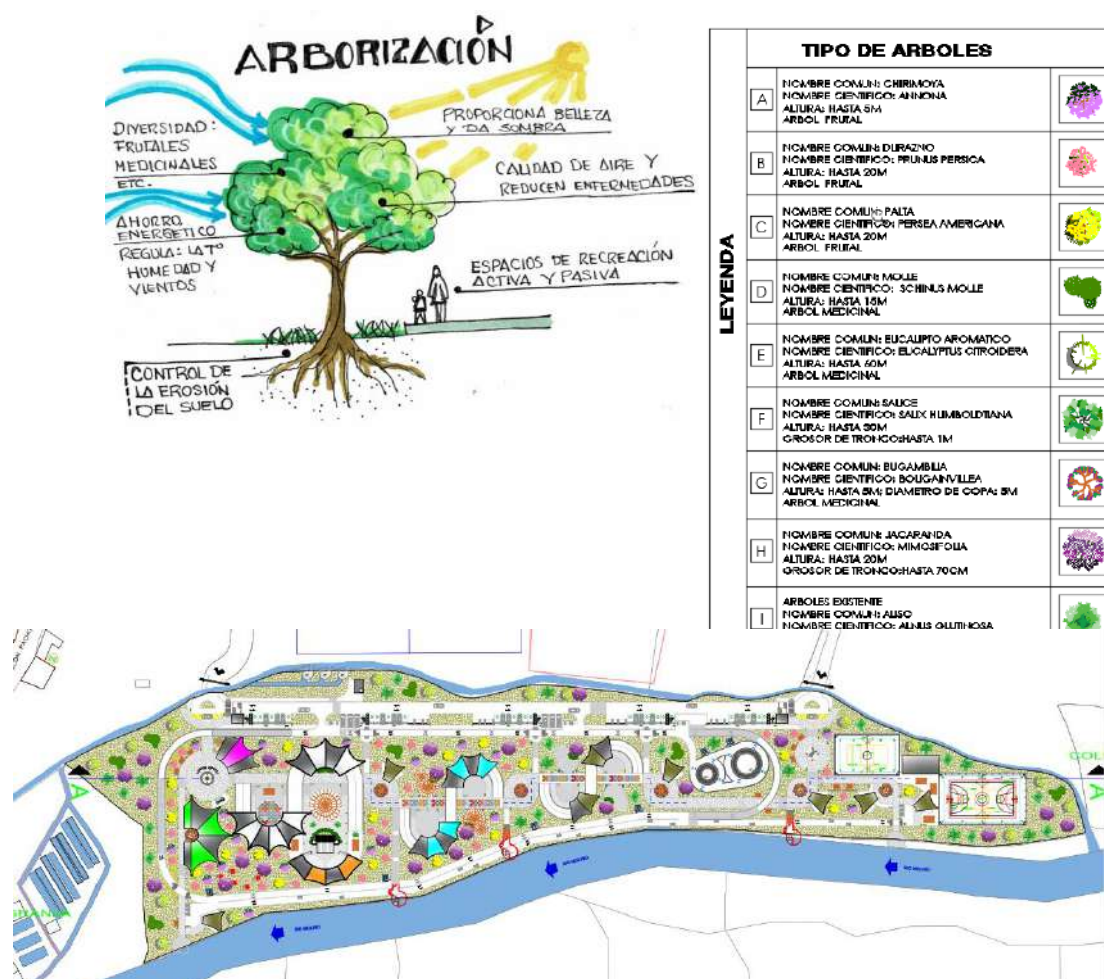 ARBORIZACIÓN
DIVERSIDAD:
FRUTALES
MEDICINALES
ETC.
AHORRO
ENERGETICO
REGULA: LA Tº
HUMEDAD Y
VIENTOS
CONTROL DE
LA EROSIÓN
DEL SUELO
PROPORCIONA BELLEZA
Y DA SOMBRA
CALIDAD DE AIRE Y
REDUCEN ENFERMEDADES
ESPACIOS DE RECREACIÓN
ACTIVA Y PASIVA
LEYENDA
TIPO DE ARBOLES
A
NOMBRE COMUN: CHIRIMOYA
NOMBRE CIENTIFICO: ANNONA
ALTURA: HASTA 5M
ARBOL FRUTAL
B
NOMBRE COMUN: DURAZNO
NOMBRE CIENTIFICO: PRUNUS PERSICA
ALTURA: HASTA 20M
ARBOL FRUTAL
C
NOMBRE COMUN: PALTA
NOMBRE CIENTIFICO: PERSEA AMERICANA
ALTURA: HASTA 20M
ARBOL FRUTAL
D
NOMBRE COMUN: MOLLE
NOMBRE CIENTIFICO: SCHINUS MOLLE
ALTURA: HASTA 15M
ARBOL MEDICINAL
E
NOMBRE COMUN: EUCALIPTO AROMATICO
NOMBRE CIENTIFICO: EUCALYPTUS CITROIDERA
ALTURA: HASTA 60M
ARBOL MEDICINAL
F
NOMBRE COMUN: SAUCE
NOMBRE CIENTIFICO: SALIX HUMBOLDTIANA
ALTURA: HASTA 30M
GROSOR DE TRONCO:HASTA 1M
G
NOMBRE COMUN: BUGAMBILIA
NOMBRE CIENTIFICO: BOUGAINVILLEA
ALTURA: HASTA 5M; DIAMETRO DE COPA: 5M
ARBOL MEDICINAL
H
NOMBRE COMUN: JACARANDA
NOMBRE CIENTIFICO: MIMOSIFOLIA
ALTURA: HASTA 20M
GROSOR DE TRONCO:HASTA 70CM
I
ARBOLES EXISTENTE
NOMBRE COMUN: ALISO
NOMBRE CIENTIFICO: ALNUS GLUTINOSA
A
A